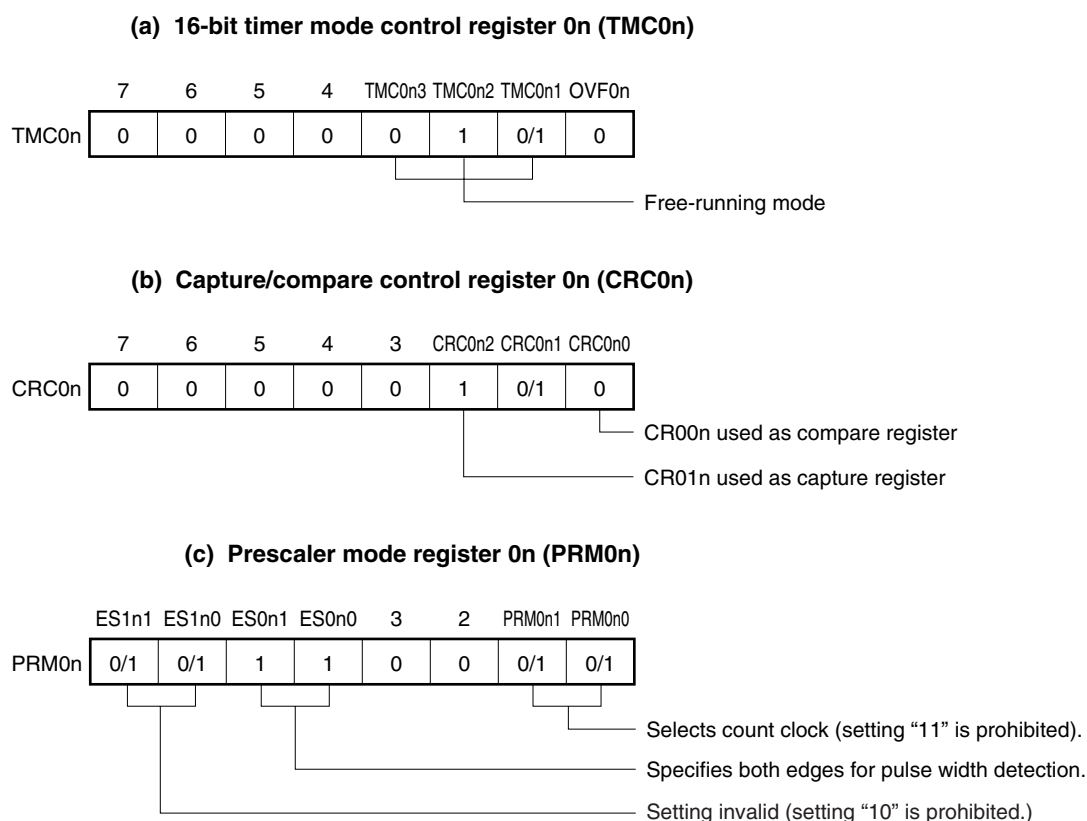 (a) 16-bit timer mode control register 0n (TMC0n)
7 6 5 4 TMC0n3 TMC0n2 TMC0n1 OVF0n
TMC0n 0 0 0 0 0 1 0/1 0
Free-running mode
(b) Capture/compare control register 0n (CRC0n)
7 6 5 4 3 CRC0n2 CRC0n1 CRC0n0
CRC0n 0 0 0 0 0 1 0/1 0
CR00n used as compare register
CR01n used as capture register
(c) Prescaler mode register 0n (PRM0n)
ES1n1 ES1n0 ES0n1 ES0n0 3 2 PRM0n1 PRM0n0
PRM0n 0/1 0/1 1 1 0 0 0/1 0/1
Selects count clock (setting “11” is prohibited).
Specifies both edges for pulse width detection.
Setting invalid (setting “10” is prohibited.)